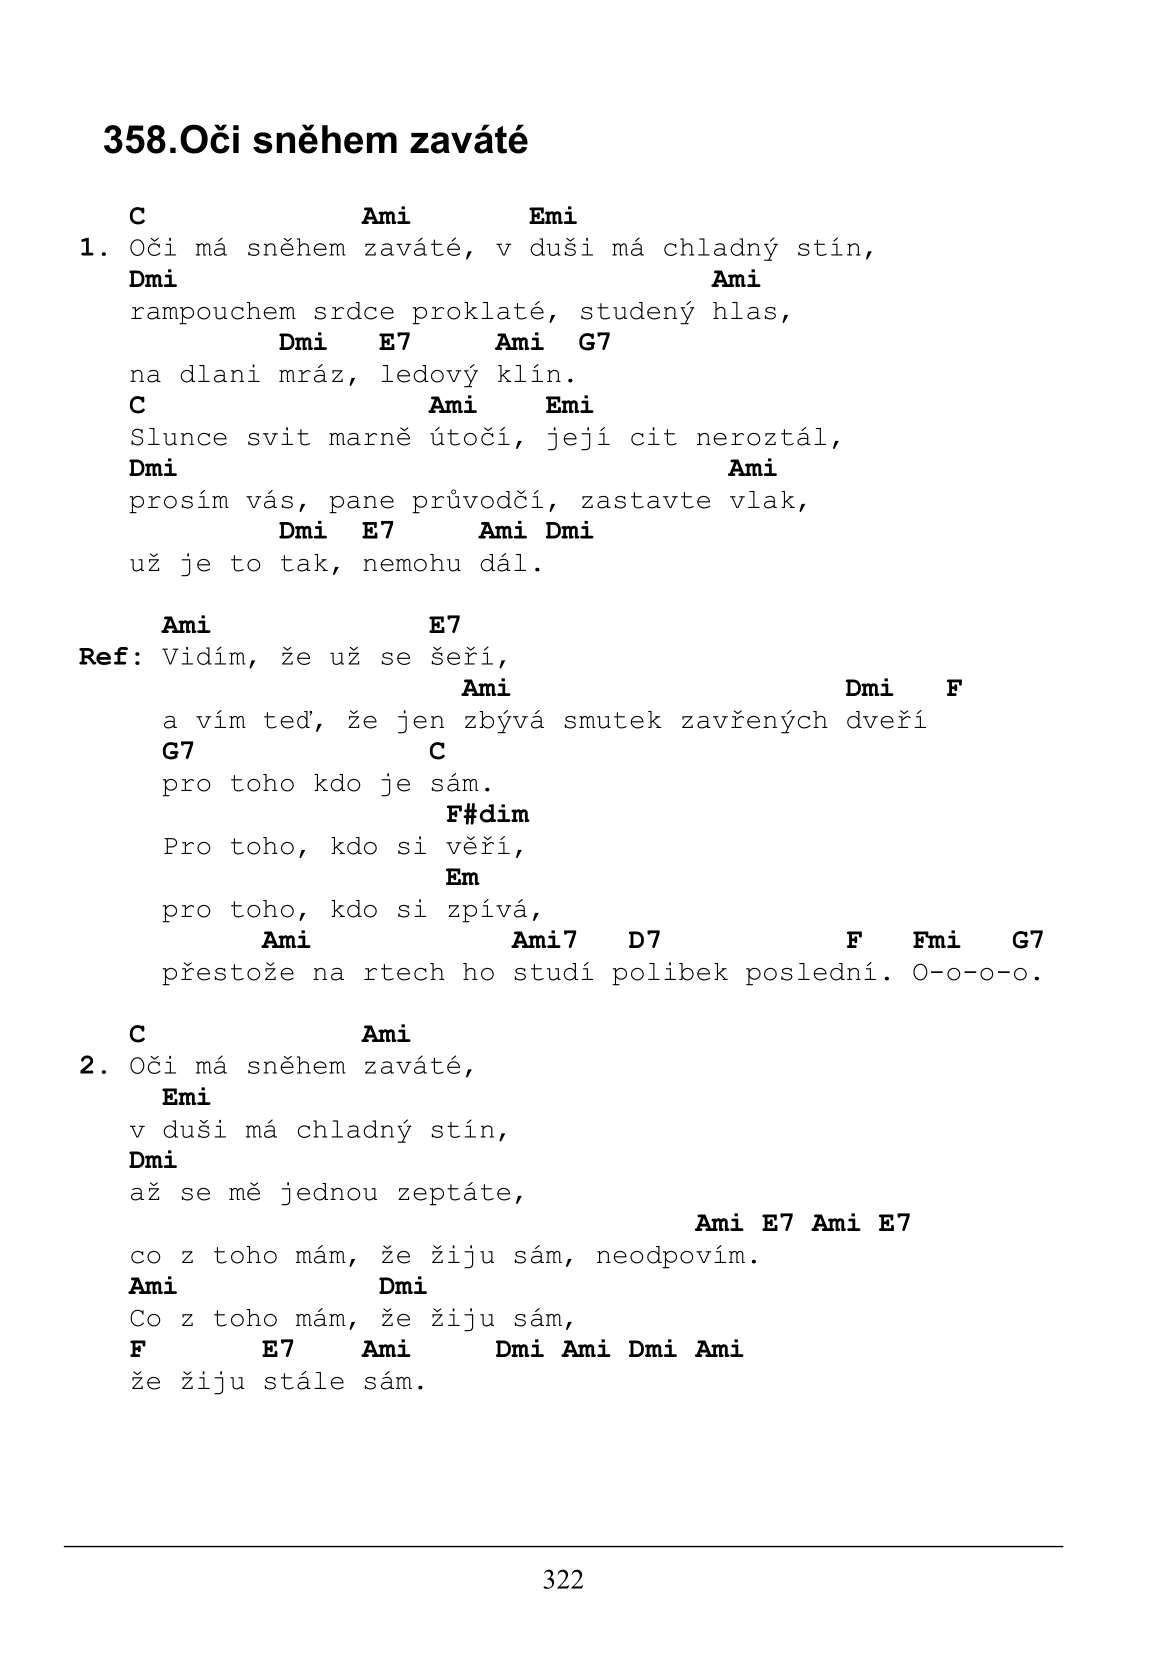 358.Oči sněhem zaváté
C Ami Emi
1. Oči má sněhem zaváté, v duši má chladný stín,
Dmi Ami
rampouchem srdce proklaté, studený hlas,
Dmi E7 Ami G7
na dlani mráz, ledový klín.
C Ami Emi
Slunce svit marně útočí, její cit neroztál,
Dmi Ami
prosím vás, pane průvodčí, zastavte vlak,
Dmi E7 Ami Dmi
už je to tak, nemohu dál.
Ami E7
Ref: Vidím, že už se šeří,
Ami Dmi F
a vím teď, že jen zbývá smutek zavřených dveří
G7 C
pro toho kdo je sám.
F#dim
Pro toho, kdo si věří,
Em
pro toho, kdo si zpívá,
Ami Ami7 D7 F Fmi G7
přestože na rtech ho studí polibek poslední. O-o-o-o.
C Ami
2. Oči má sněhem zaváté,
Emi
v duši má chladný stín,
Dmi
až se mě jednou zeptáte,
Ami E7 Ami E7
co z toho mám, že žiju sám, neodpovím.
Ami Dmi
Co z toho mám, že žiju sám,
F E7 Ami Dmi Ami Dmi Ami
že žiju stále sám.
322